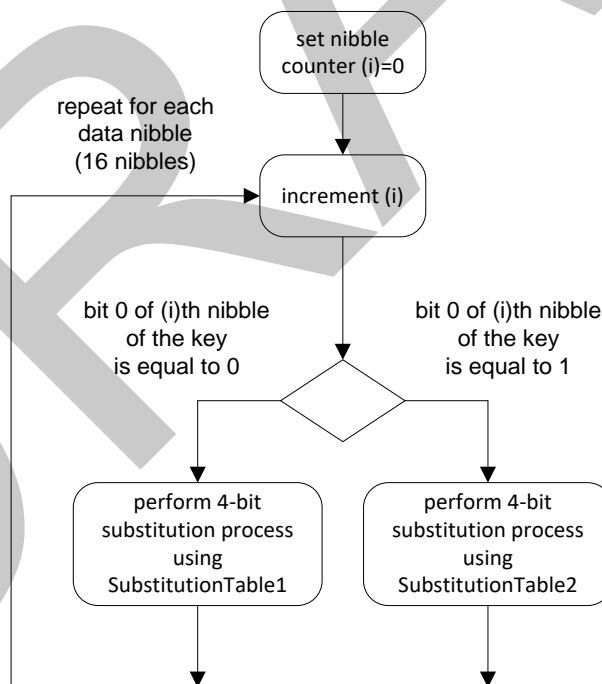 set nibble
counter (i)=0
repeat for each
data nibble
(16 nibbles)
increment (i)
bit 0 of (i)th nibble
of the key
is equal to 0
bit 0 of (i)th nibble
of the key
is equal to 1
perform 4-bit
substitution process
using
SubstitutionTable1
perform 4-bit
substitution process
using
SubstitutionTable2